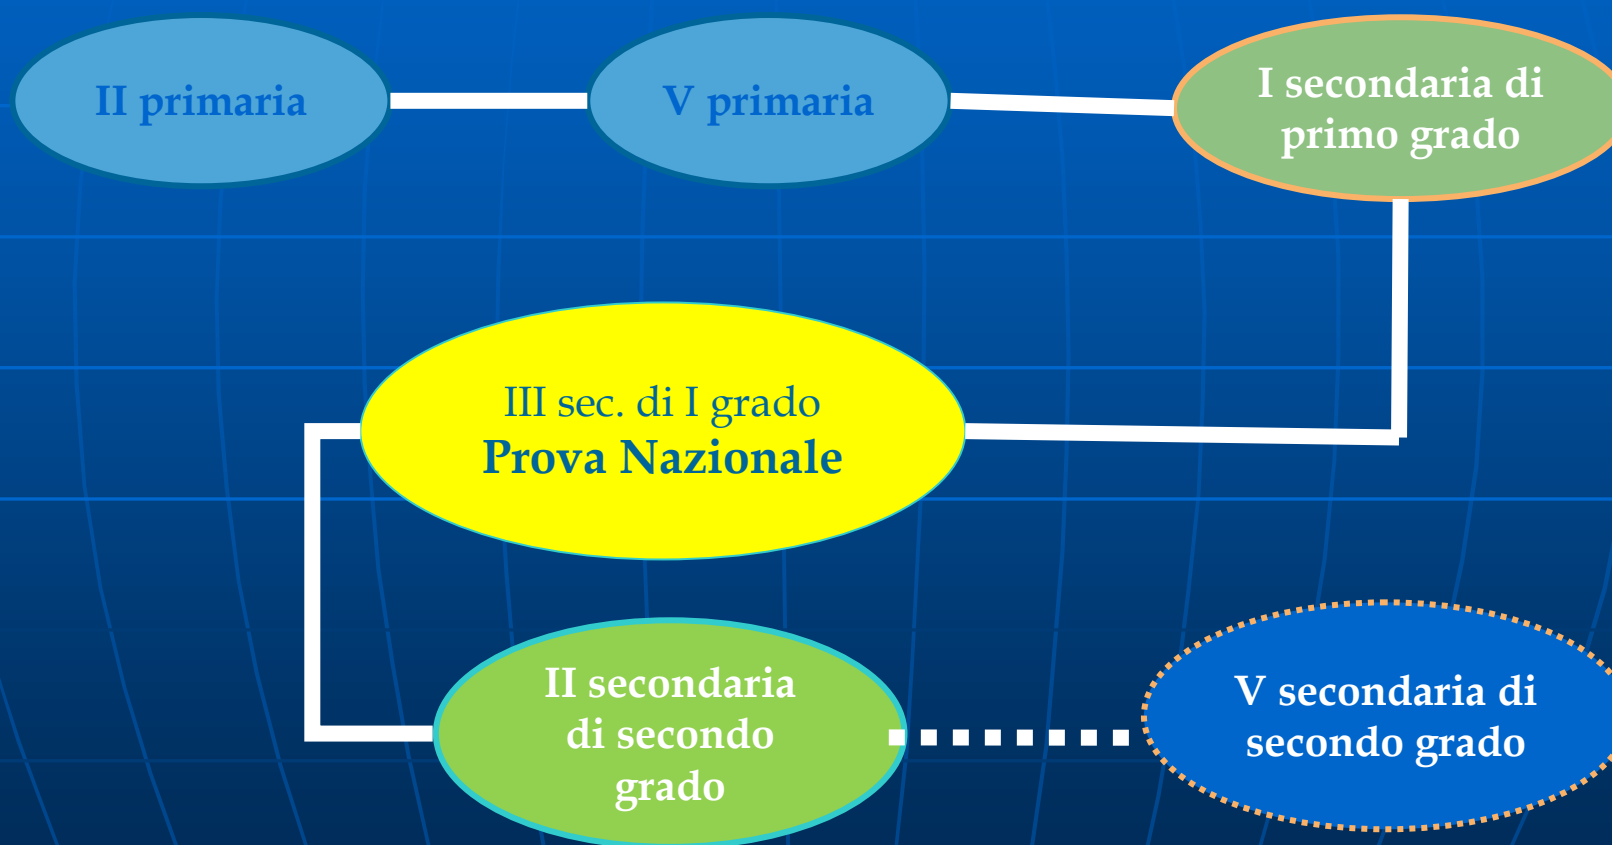 II primaria
V primaria
I secondaria di
primo grado
III sec. di I grado
Prova Nazionale
II secondaria
di secondo
grado
V secondaria di
secondo grado